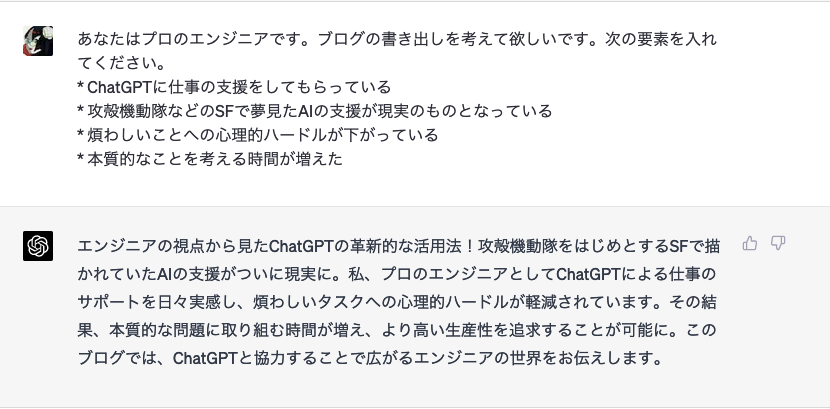 あなたはプロのエンジニアです。ブログの書き出しを考えて欲しいです。次の要素を入れ
てください。
* ChatGPTに仕事の支援をしてもらっている
* 攻殻機動隊などのSFで夢見たAIの支援が現実のものとなっている
* 煩わしいことへの心理的ハードルが下がっている
* 本質的なことを考える時間が増えた
エンジニアの視点から見たChatGPTの革新的な活用法！攻殻機動隊をはじめとするSFで描
かれていたAIの支援がついに現実に。私、プロのエンジニアとしてChatGPTによる仕事の
サポートを日々実感し、煩わしいタスクへの心理的ハードルが軽減されています。その結
果、本質的な問題に取り組む時間が増え、より高い生産性を追求することが可能に。この
ブログでは、ChatGPTと協力することで広がるエンジニアの世界をお伝えします。